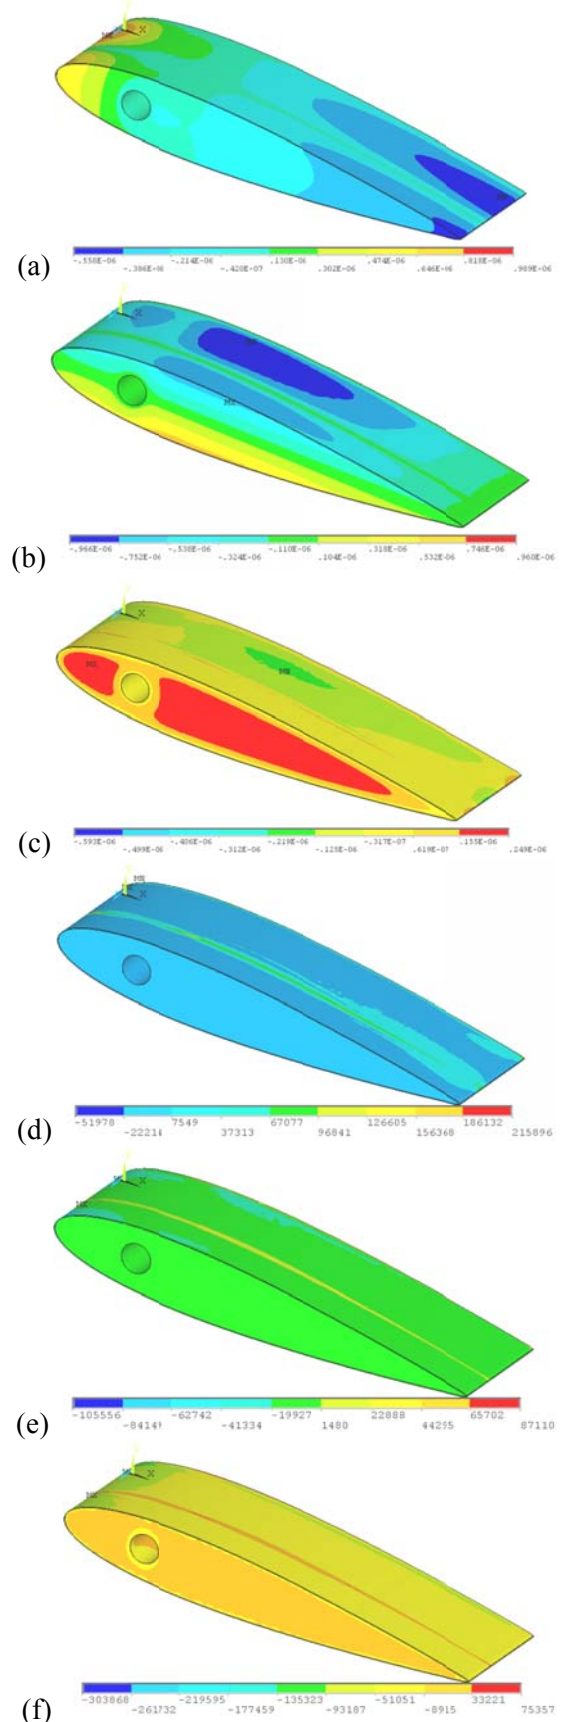 MX X
-.558E-06 -.214E-06 .130E-06 .474E-06 .818E-06
(a) -.386E-06 -.420E-07 .302E-06 .646E-06 .989E-06
X
-.966E-06 -.538E-06 -.110E-06 .318E-06 .746E-06
(b) -.752E-06 -.324E-06 .104E-06 .532E-06 .960E-06
X
MX
-.593E-06 -.406E-06 -.219E-06 -.317E-07 .155E-06
(c) -.499E-06 -.312E-06 -.125E-06 .619E-07 .249E-06
X
-51978 7549 67077 126605 186132
(d) 37313 96841 156368 215896
X
-105556 -62742 -19927 22888 65702
(e) -41334 1480 44295 87110
X
-303868 -219595 -135323 -51051 33221
(f) -261732 -177459 -93187 -8915 75357